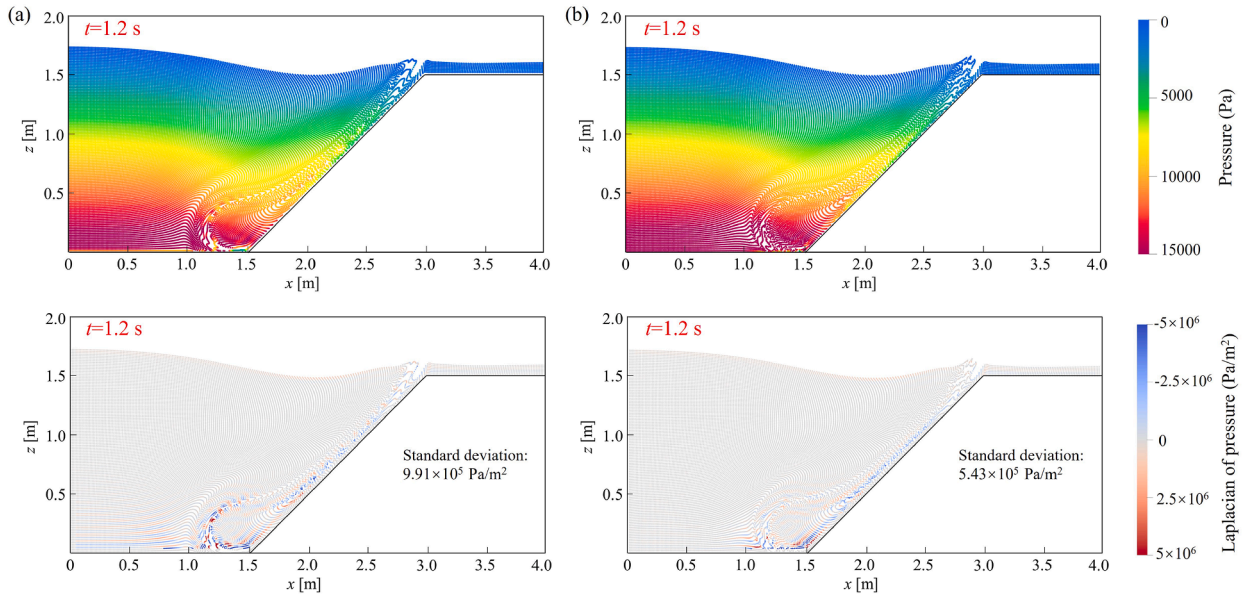 (a)
(b)
t=1.2 s
t=1.2 s
2.0
1.5
1.0
0.5
z [m]
0 0.5 1.0 1.5 2.0 2.5 3.0 3.5 4.0
x [m]
2.0
1.5
1.0
0.5
z [m]
0 0.5 1.0 1.5 2.0 2.5 3.0 3.5 4.0
x [m]
0
5000
10000
15000
Pressure (Pa)
t=1.2 s
2.0
1.5
1.0
0.5
z [m]
Standard deviation:
9.91×10⁵ Pa/m²
0 0.5 1.0 1.5 2.0 2.5 3.0 3.5 4.0
x [m]
t=1.2 s
2.0
1.5
1.0
0.5
z [m]
Standard deviation:
5.43×10⁵ Pa/m²
0 0.5 1.0 1.5 2.0 2.5 3.0 3.5 4.0
x [m]
-5×10⁶
-2.5×10⁶
0
2.5×10⁶
5×10⁶
Laplacian of pressure (Pa/m²)